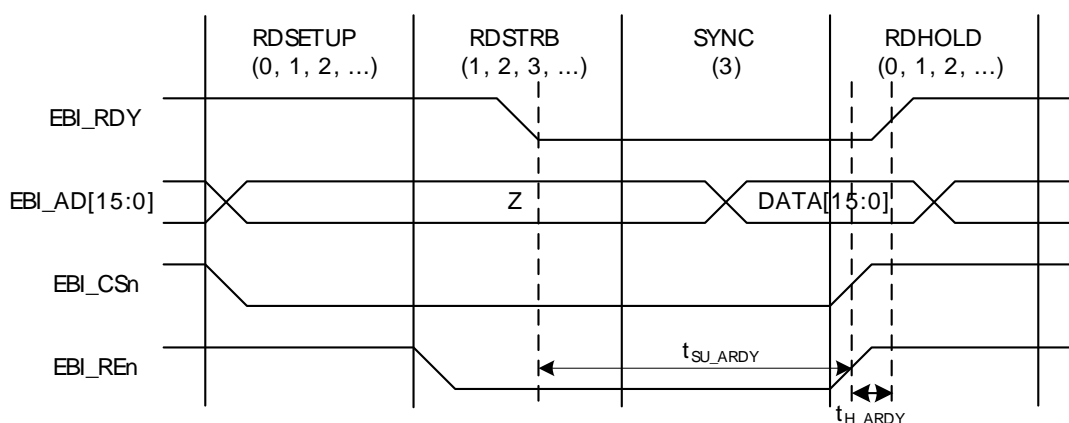 RDSETUP
(0, 1, 2, ...)
RDSTRB
(1, 2, 3, ...)
SYNC
(3)
RDHOLD
(0, 1, 2, ...)
EBI_RDY
EBI_AD[15:0]
Z
DATA[15:0]
EBI_CSn
EBI_REn
tSU_ARDY
tH_ARDY